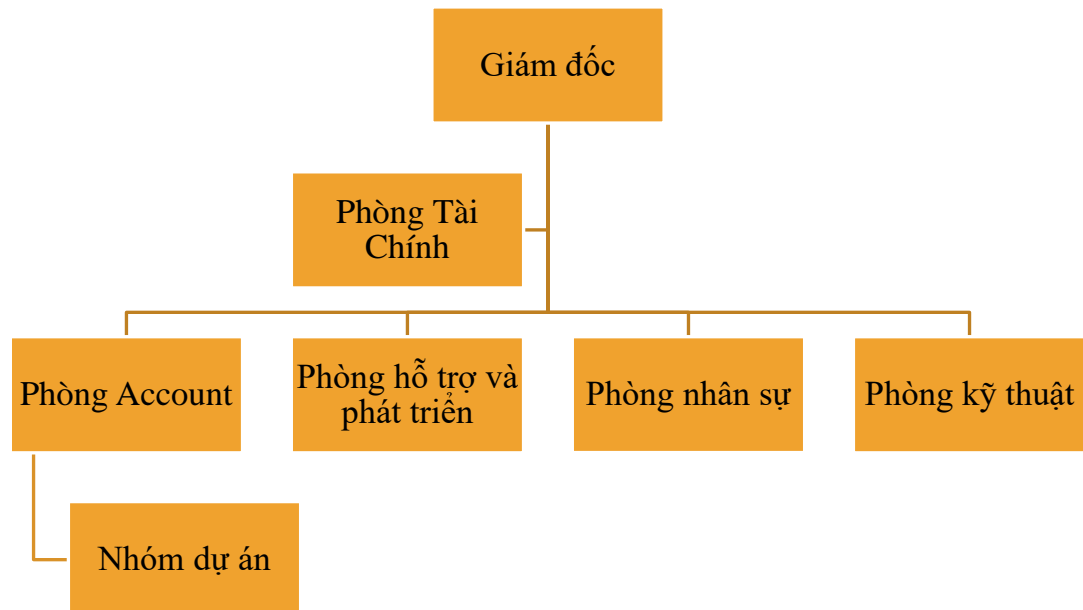 Giám đốc
Phòng Tài
Chính
Phòng Account
Phòng hỗ trợ và
phát triển
Phòng nhân sự
Phòng kỹ thuật
Nhóm dự án